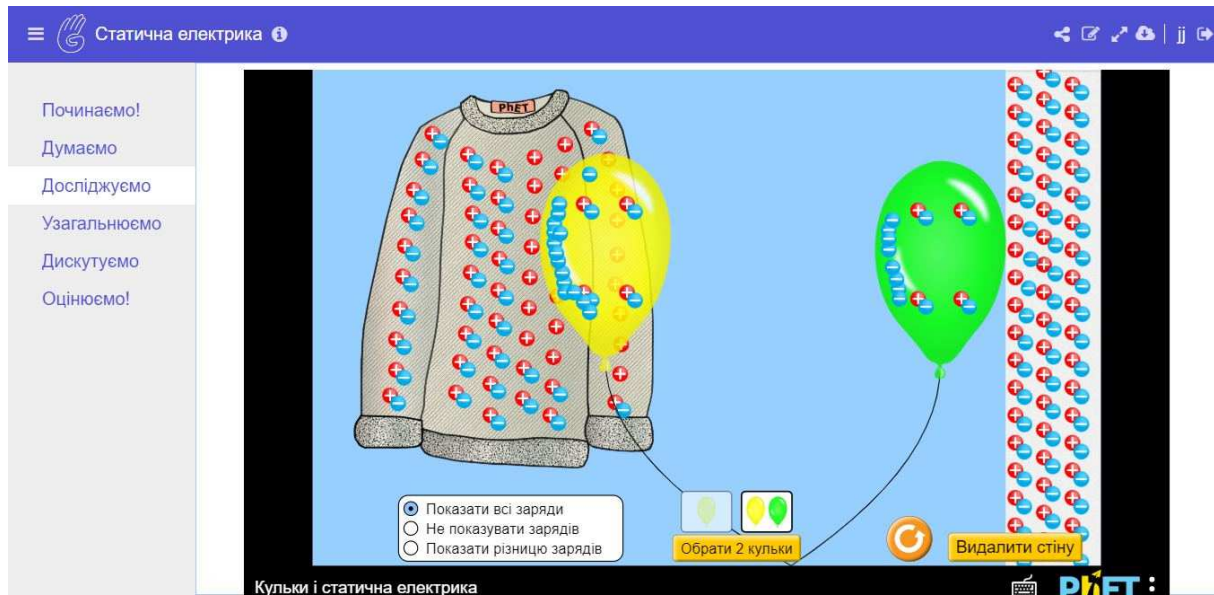 Статична електрика
jj
Починаємо!
Думаємо
Досліджуємо
Узагальнюємо
Дискутуємо
Оцінюємо!
PhET
Показати всі заряди
Не показувати зарядів
Показати різницю зарядів
Обрати 2 кульки
Видалити стіну
Кульки і статична електрика
PhET